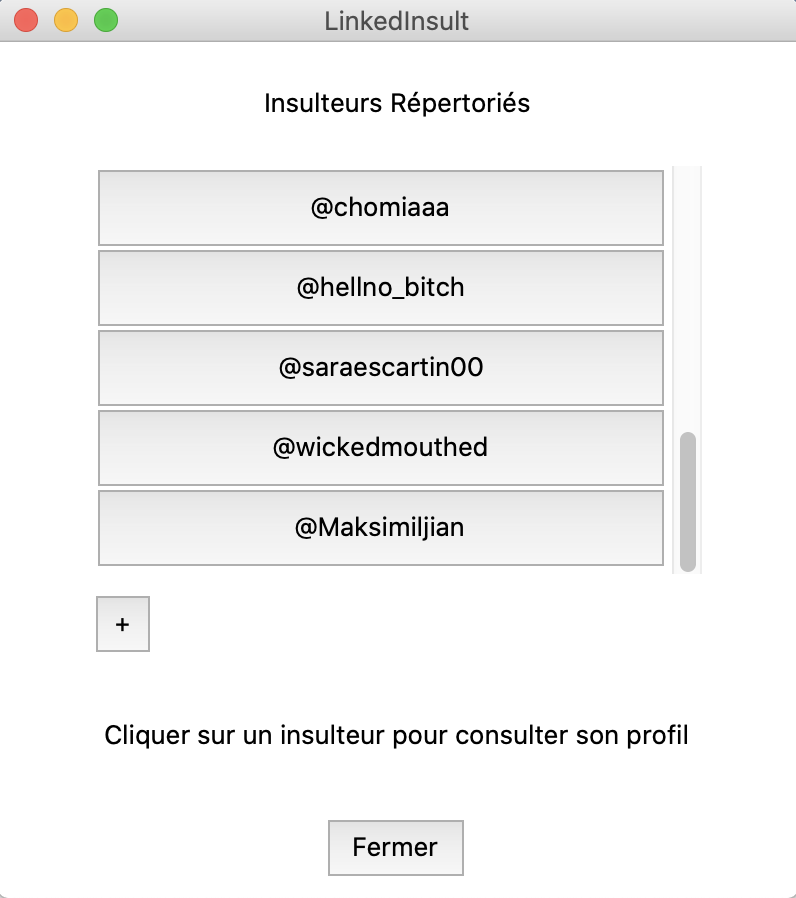 LinkedInsult
Insulteurs Répertoriés
@chomiaaa
@hellno_bitch
@saraescartin00
@wickedmouthed
@Maksimiljian
+
Cliquer sur un insulteur pour consulter son profil
Fermer